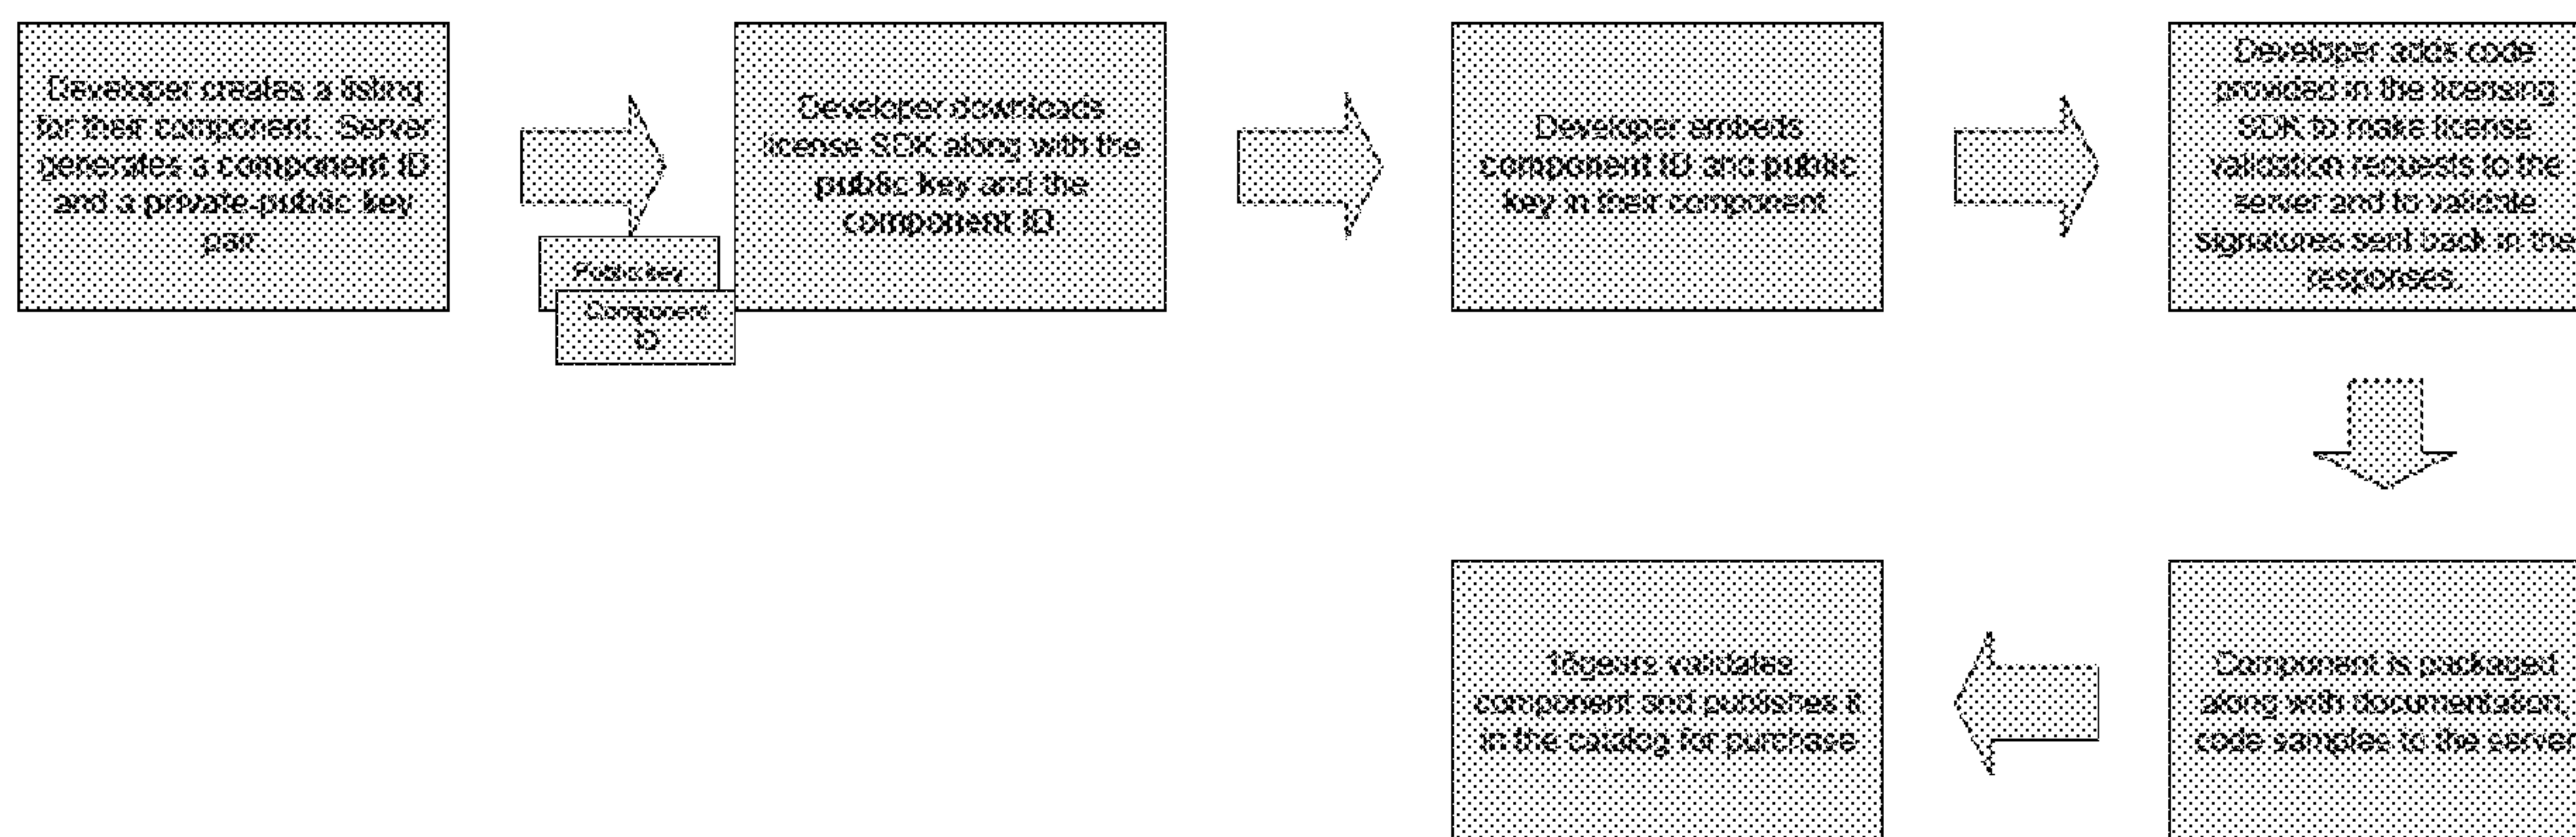 Developer creates a listing
for their component. Server
generates a component ID
and a private-public key
pair.
Public key
Component
ID
Developer downloads
license SDK along with the
public key and the
component ID
Developer embeds
component ID and public
key in their component
Developer adds code
provided in the licensing
SDK to make license
validation requests to the
server and to validate
signatures sent back in the
responses.
Component is packaged
along with documentation,
code samples to the server
validates
component and publishes it
in the catalog for purchase